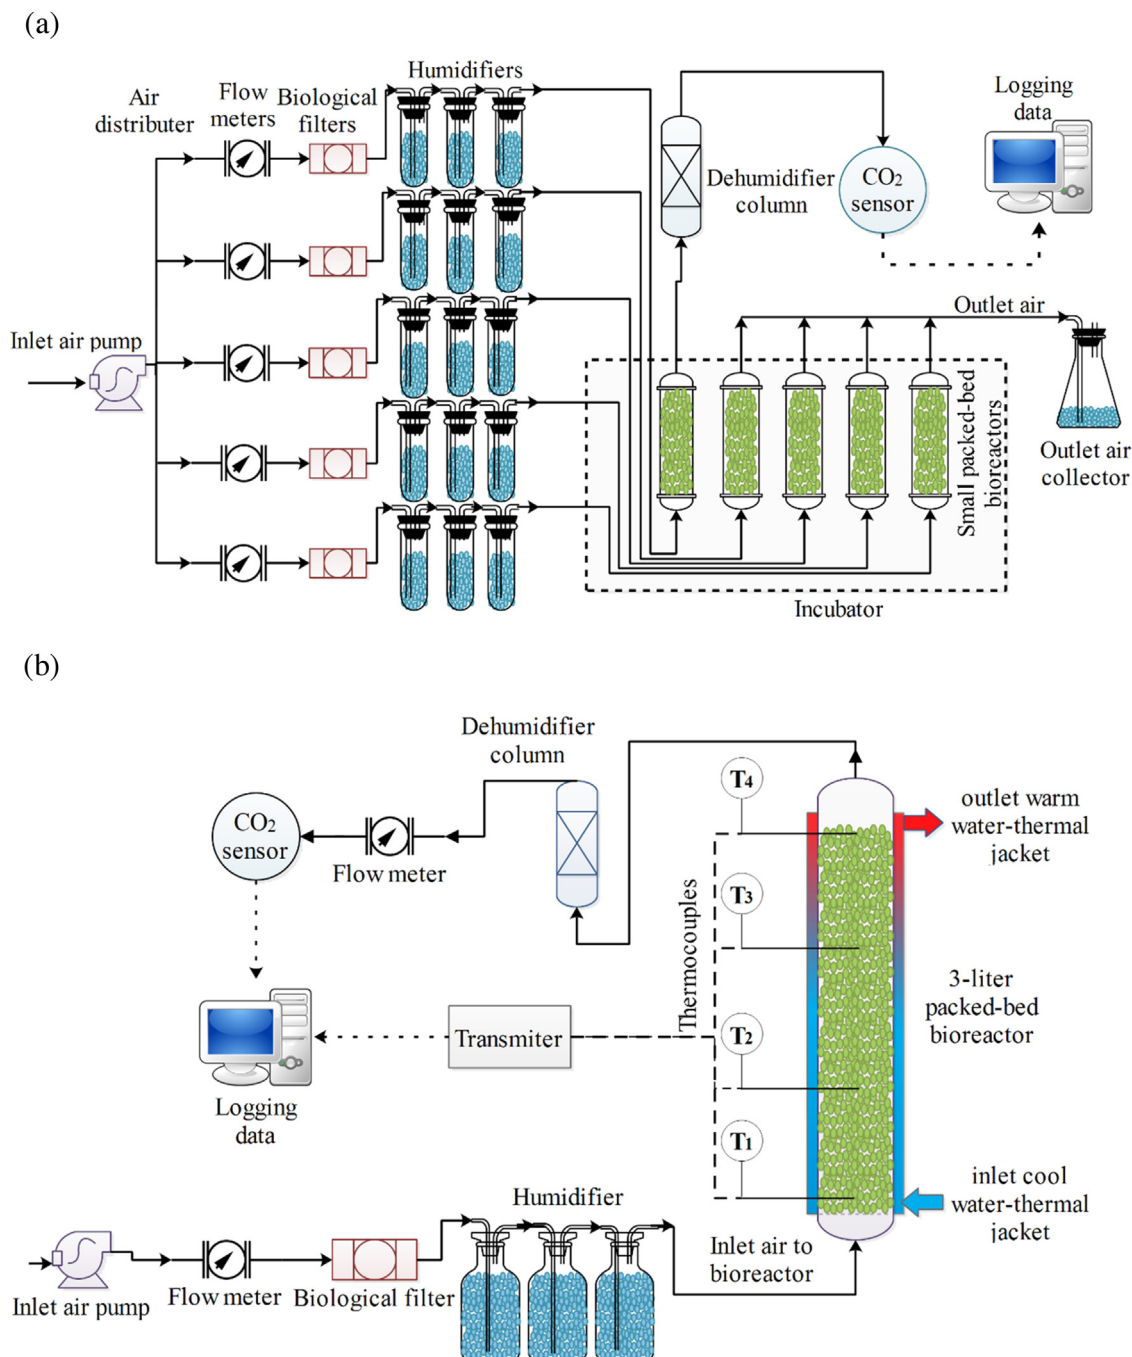 (a)
Humidifiers
Air
distributer
Flow
meters
Biological
filters
Dehumidifier
column
CO2
sensor
Logging
data
Inlet air pump
Outlet air
Small packed-bed
bioreactors
Outlet air
collector
Incubator
(b)
Dehumidifier
column
CO2
sensor
Flow meter
T4
outlet warm
water-thermal
jacket
T3
Thermocouples
3-liter
packed-bed
bioreactor
Transmiter
T2
Logging
data
T1
inlet cool
water-thermal
jacket
Humidifier
Inlet air to
bioreactor
Inlet air pump
Flow meter
Biological filter